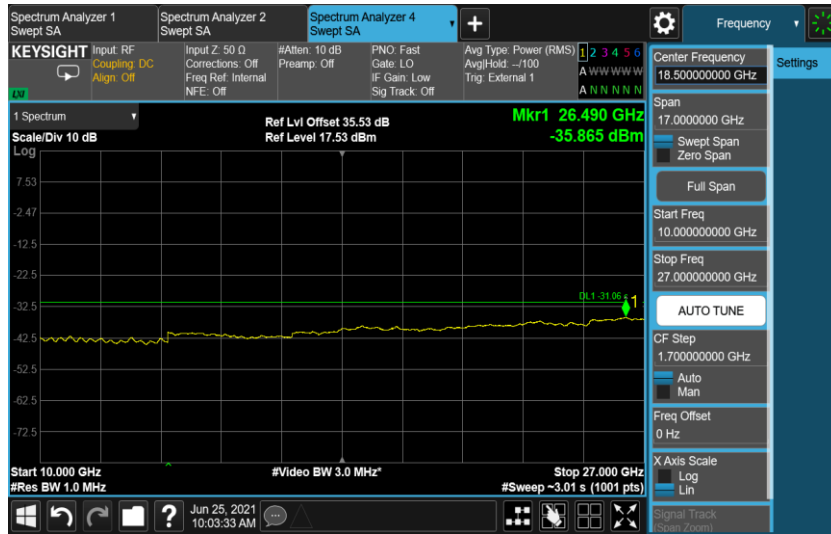 Spectrum Analyzer 1
Swept SA
Spectrum Analyzer 2
Swept SA
Spectrum Analyzer 4
Swept SA
Frequency
KEYSIGHT
LXI
Input: RF
Coupling: DC
Align: Off
Input Z: 50 Ω
Corrections: Off
Freq Ref: Internal
NFE: Off
#Atten: 10 dB
Preamp: Off
PNO: Fast
Gate: LO
IF Gain: Low
Sig Track: Off
Avg Type: Power (RMS)
Avg|Hold: --/100
Trig: External 1
1 2 3 4 5 6
A W W W W W
A N N N N N
1 Spectrum
Scale/Div 10 dB
Log
Ref Lvl Offset 35.53 dB
Ref Level 17.53 dBm
Mkr1 26.490 GHz
-35.865 dBm
7.53
-2.47
-12.5
-22.5
-32.5
-42.5
-52.5
-62.5
-72.5
DL1 -31.06
1
Start 10.000 GHz
#Res BW 1.0 MHz
#Video BW 3.0 MHz*
Stop 27.000 GHz
#Sweep ~3.01 s (1001 pts)
Jun 25, 2021
10:03:33 AM
Center Frequency
18.500000000 GHz
Settings
Span
17.0000000 GHz
Swept Span
Zero Span
Full Span
Start Freq
10.000000000 GHz
Stop Freq
27.000000000 GHz
AUTO TUNE
CF Step
1.700000000 GHz
Auto
Man
Freq Offset
0 Hz
X Axis Scale
Log
Lin
Signal Track
(Span Zoom)